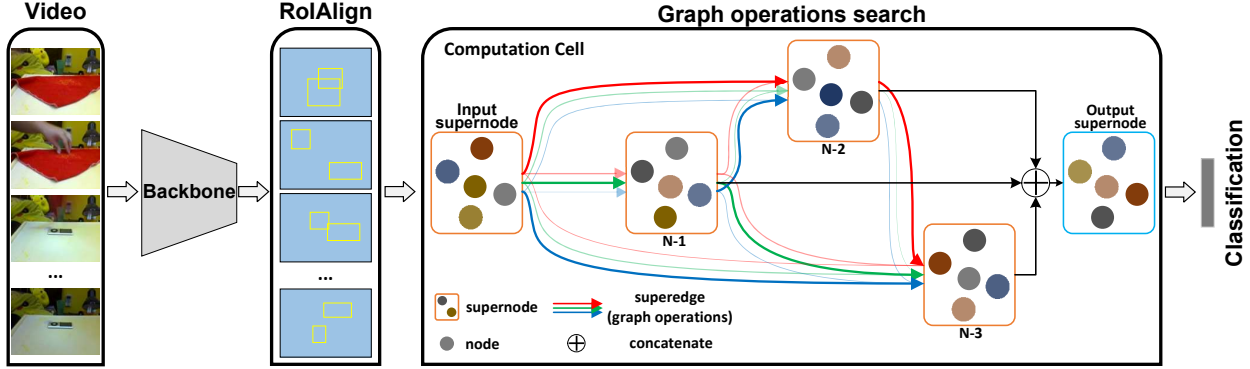 Video
RoIAlign
Graph operations search
Computation Cell
Input
supernode
N-2
Output
supernode
Backbone
N-1
...
...
N-3
supernode
superedge
(graph operations)
node
concatenate
Classification